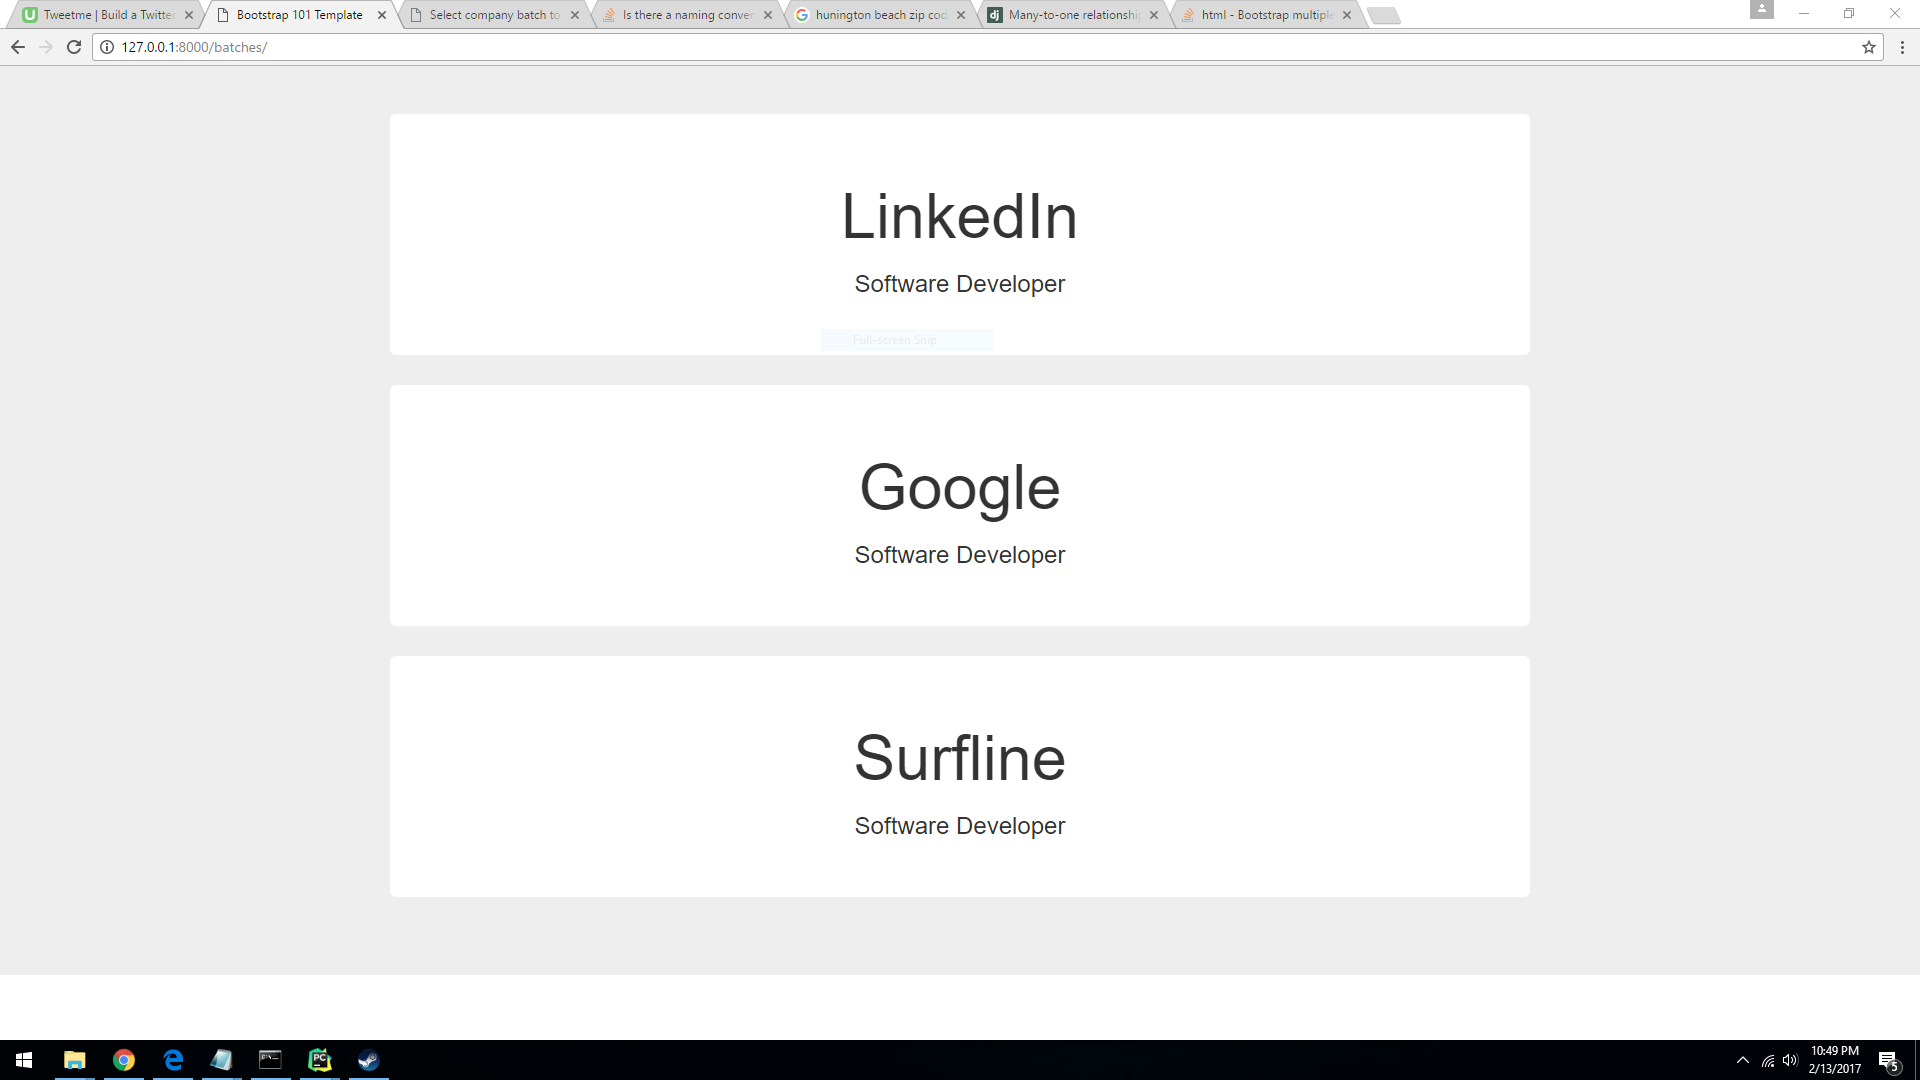 Tweetme | Build a Twitter
Bootstrap 101 Template
Select company batch to
Is there a naming conver
hunington beach zip cod
Many-to-one relationshi
html - Bootstrap multiple
127.0.0.1:8000/batches/
LinkedIn
Software Developer
Full-screen Snip
Google
Software Developer
Surfline
Software Developer
10:49 PM
2/13/2017
5